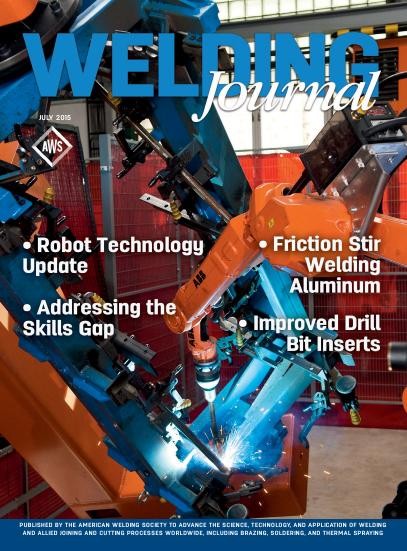 WELDING
Journal
JULY 2015
AWS
• Robot Technology
Update
• Addressing the
Skills Gap
• Friction Stir
Welding
Aluminum
• Improved Drill
Bit Inserts
ABB
PUBLISHED BY THE AMERICAN WELDING SOCIETY TO ADVANCE THE SCIENCE, TECHNOLOGY, AND APPLICATION OF WELDING
AND ALLIED JOINING AND CUTTING PROCESSES WORLDWIDE, INCLUDING BRAZING, SOLDERING, AND THERMAL SPRAYING